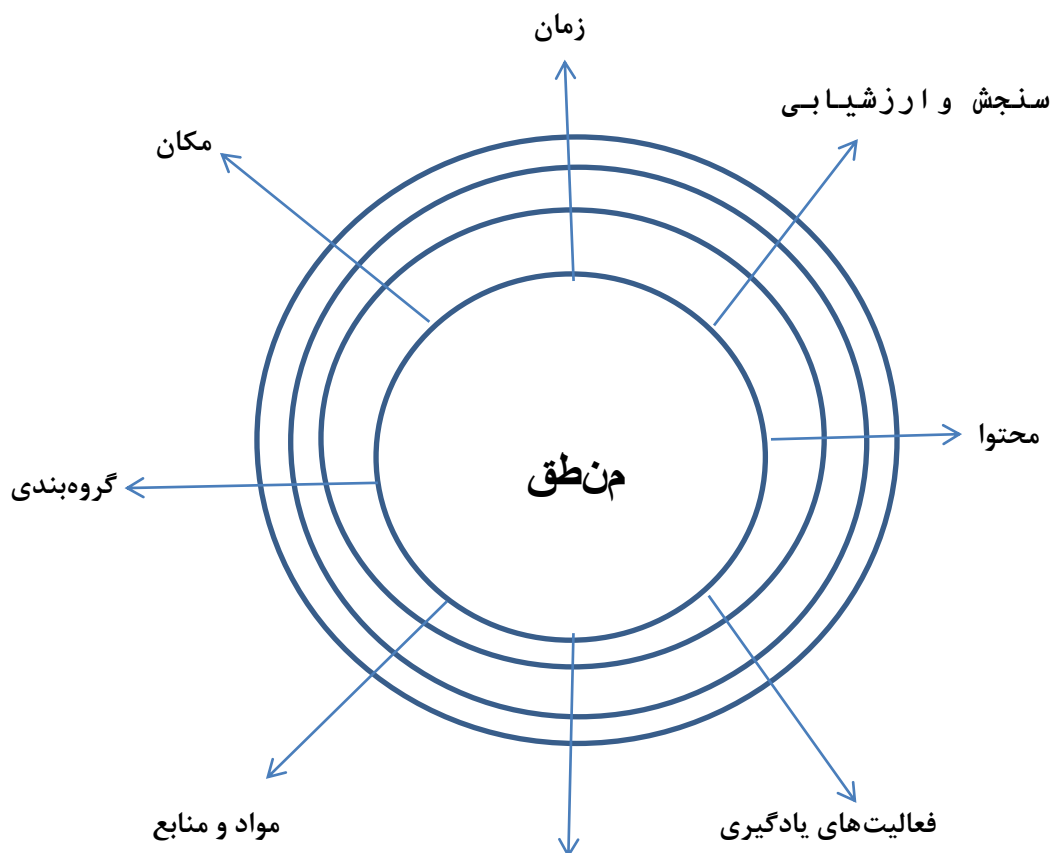 زمان
سنجش و ارزشیابی
مکان
محتوا
منطق
گروه‌بندی
فعالیت‌های یادگیری
مواد و منابع